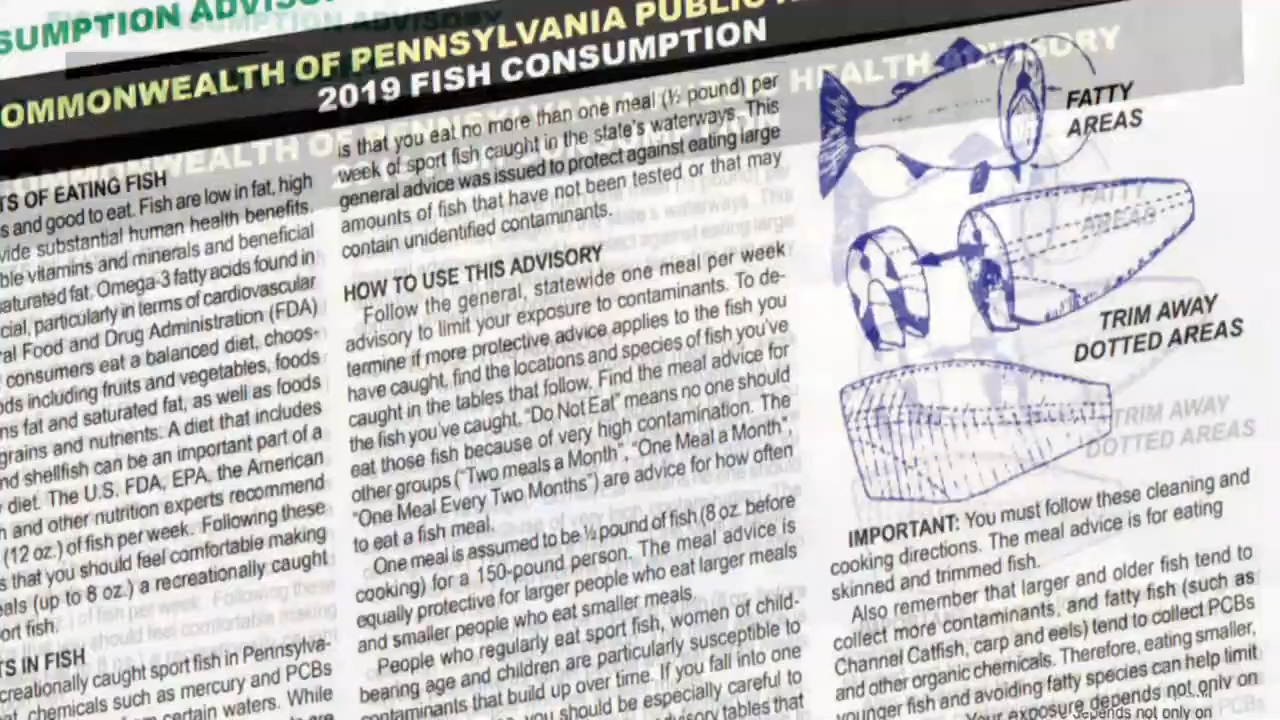 SUMPTION ADVISO
OMMONWEALTH OF PENNSYLVANIA PUBLIC
2019 FISH CONSUMPTION
HEALTH ADVISORY
TS OF EATING FISH
s and good to eat. Fish are low in fat, high
vide substantial human health benefits.
ble vitamins and minerals and beneficial
saturated fat, Omega-3 fatty acids found in
cial, particularly in terms of cardiovascular
al Food and Drug Administration (FDA)
consumers eat a balanced diet, choos-
ods including fruits and vegetables, foods
ns fat and saturated fat, as well as foods
grains and nutrients. A diet that includes
nd shellfish can be an important part of a
diet. The U.S. FDA, EPA, the American
n and other nutrition experts recommend
(12 oz.) of fish per week. Following these
s that you should feel comfortable making
als (up to 8 oz.) a recreationally caught
ort fish.
TS IN FISH
creationally caught sport fish in Pennsylva-
chemicals such as mercury and PCBs
certain waters. While
is that you eat no more than one meal (½ pound) per
week of sport fish caught in the state's waterways. This
general advice was issued to protect against eating large
amounts of fish that have not been tested or that may
contain unidentified contaminants.
HOW TO USE THIS ADVISORY
Follow the general, statewide one meal per week
advisory to limit your exposure to contaminants. To de-
termine if more protective advice applies to the fish you
have caught, find the locations and species of fish you've
caught in the tables that follow. Find the meal advice for
the fish you've caught. “Do Not Eat” means no one should
eat those fish because of very high contamination. The
other groups (“Two meals a Month”, “One Meal a Month”,
“One Meal Every Two Months”) are advice for how often
to eat a fish meal.
One meal is assumed to be ½ pound of fish (8 oz. before
cooking) for a 150-pound person. The meal advice is
equally protective for larger people who eat larger meals
and smaller people who eat smaller meals.
People who regularly eat sport fish, women of child-
bearing age and children are particularly susceptible to
contaminants that build up over time. If you fall into one
you should be especially careful to
tables that
FATTY
AREAS
TRIM AWAY
DOTTED AREAS
IMPORTANT: You must follow these cleaning and
cooking directions. The meal advice is for eating
skinned and trimmed fish.
Also remember that larger and older fish tend to
collect more contaminants, and fatty fish (such as
Channel Catfish, carp and eels) tend to collect PCBs
and other organic chemicals. Therefore, eating smaller,
younger fish and avoiding fatty species can help limit
Your exposure depends not only on